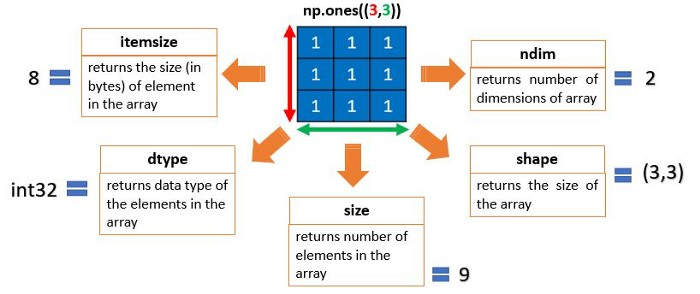 np.ones((3,3))
1 1 1
1 1 1
1 1 1
itemsize
returns the size (in
bytes) of element
in the array
8 =
ndim
returns number of
dimensions of array
= 2
dtype
returns data type of
the elements in the
array
int32 =
size
returns number of
elements in the
array
= 9
shape
returns the size of
the array
= (3,3)